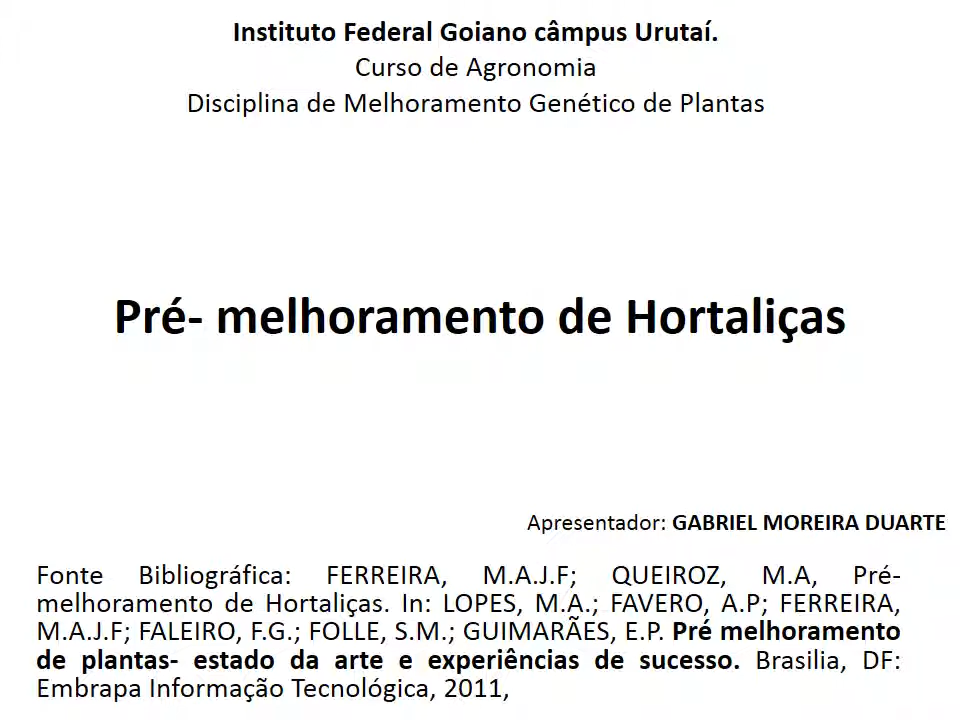 Instituto Federal Goiano câmpus Urutaí.
Curso de Agronomia
Disciplina de Melhoramento Genético de Plantas
Pré- melhoramento de Hortaliças
Apresentador: GABRIEL MOREIRA DUARTE
Fonte Bibliográfica: FERREIRA, M.A.J.F; QUEIROZ, M.A, Pré-
melhoramento de Hortaliças. In: LOPES, M.A.; FAVERO, A.P; FERREIRA,
M.A.J.F; FALEIRO, F.G.; FOLLE, S.M.; GUIMARÃES, E.P. Pré melhoramento
de plantas- estado da arte e experiências de sucesso. Brasilia, DF:
Embrapa Informação Tecnológica, 2011,